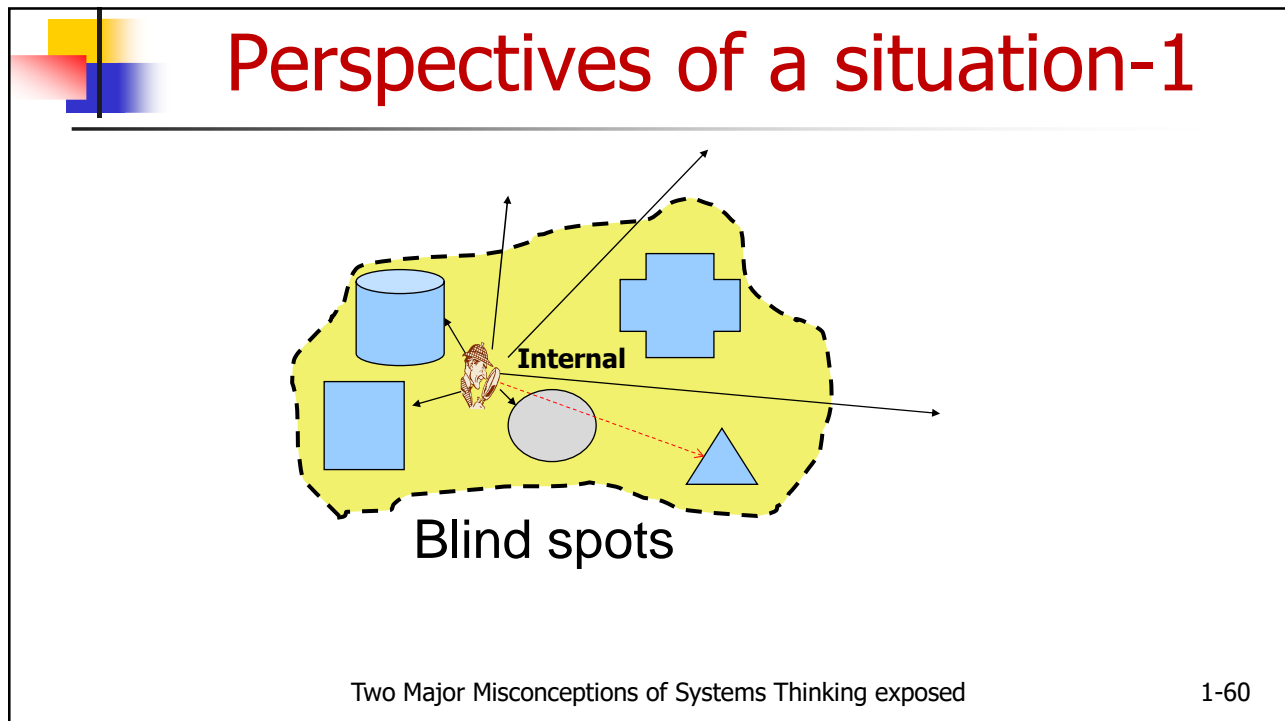 Perspectives of a situation-1
Internal
Blind spots
Two Major Misconceptions of Systems Thinking exposed
1-60